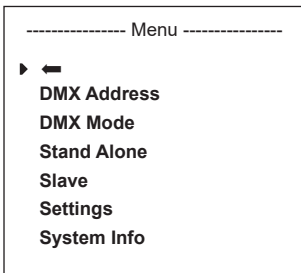 ---------------- Menu ----------------
▶ ⬅
DMX Address
DMX Mode
Stand Alone
Slave
Settings
System Info